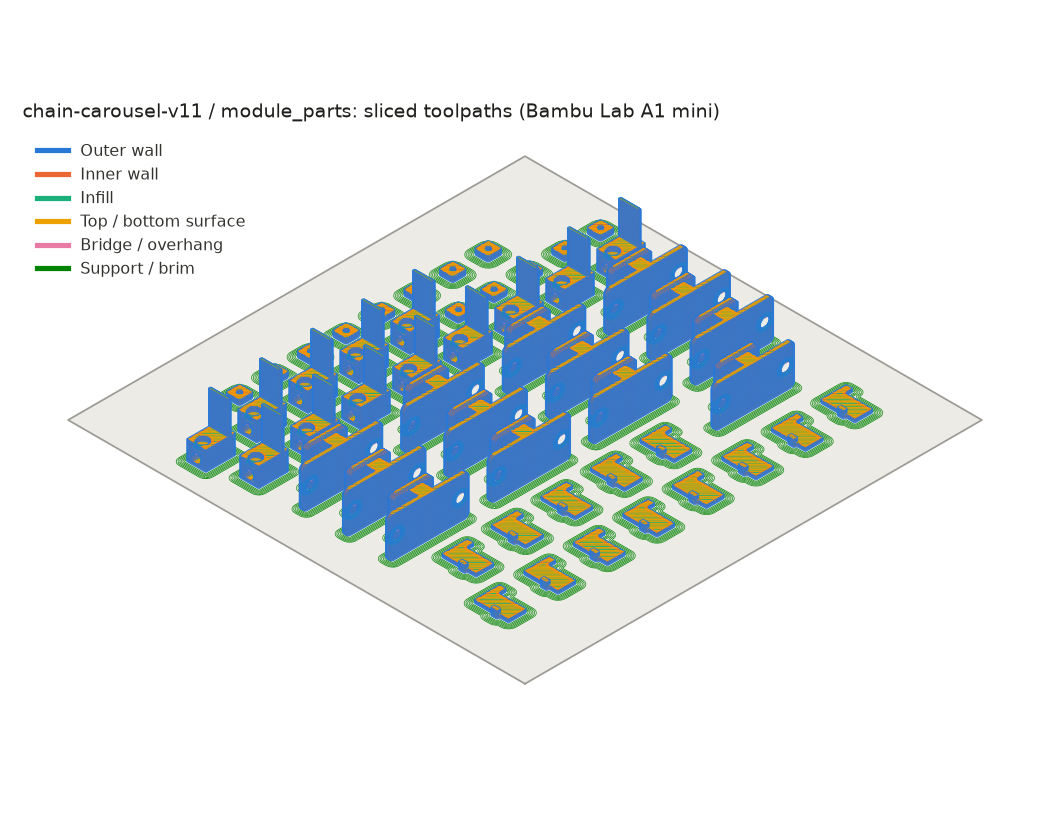 chain-carousel-v11 / module_parts: sliced toolpaths (Bambu Lab A1 mini)
Outer wall
Inner wall
Infill
Top / bottom surface
Bridge / overhang
Support / brim